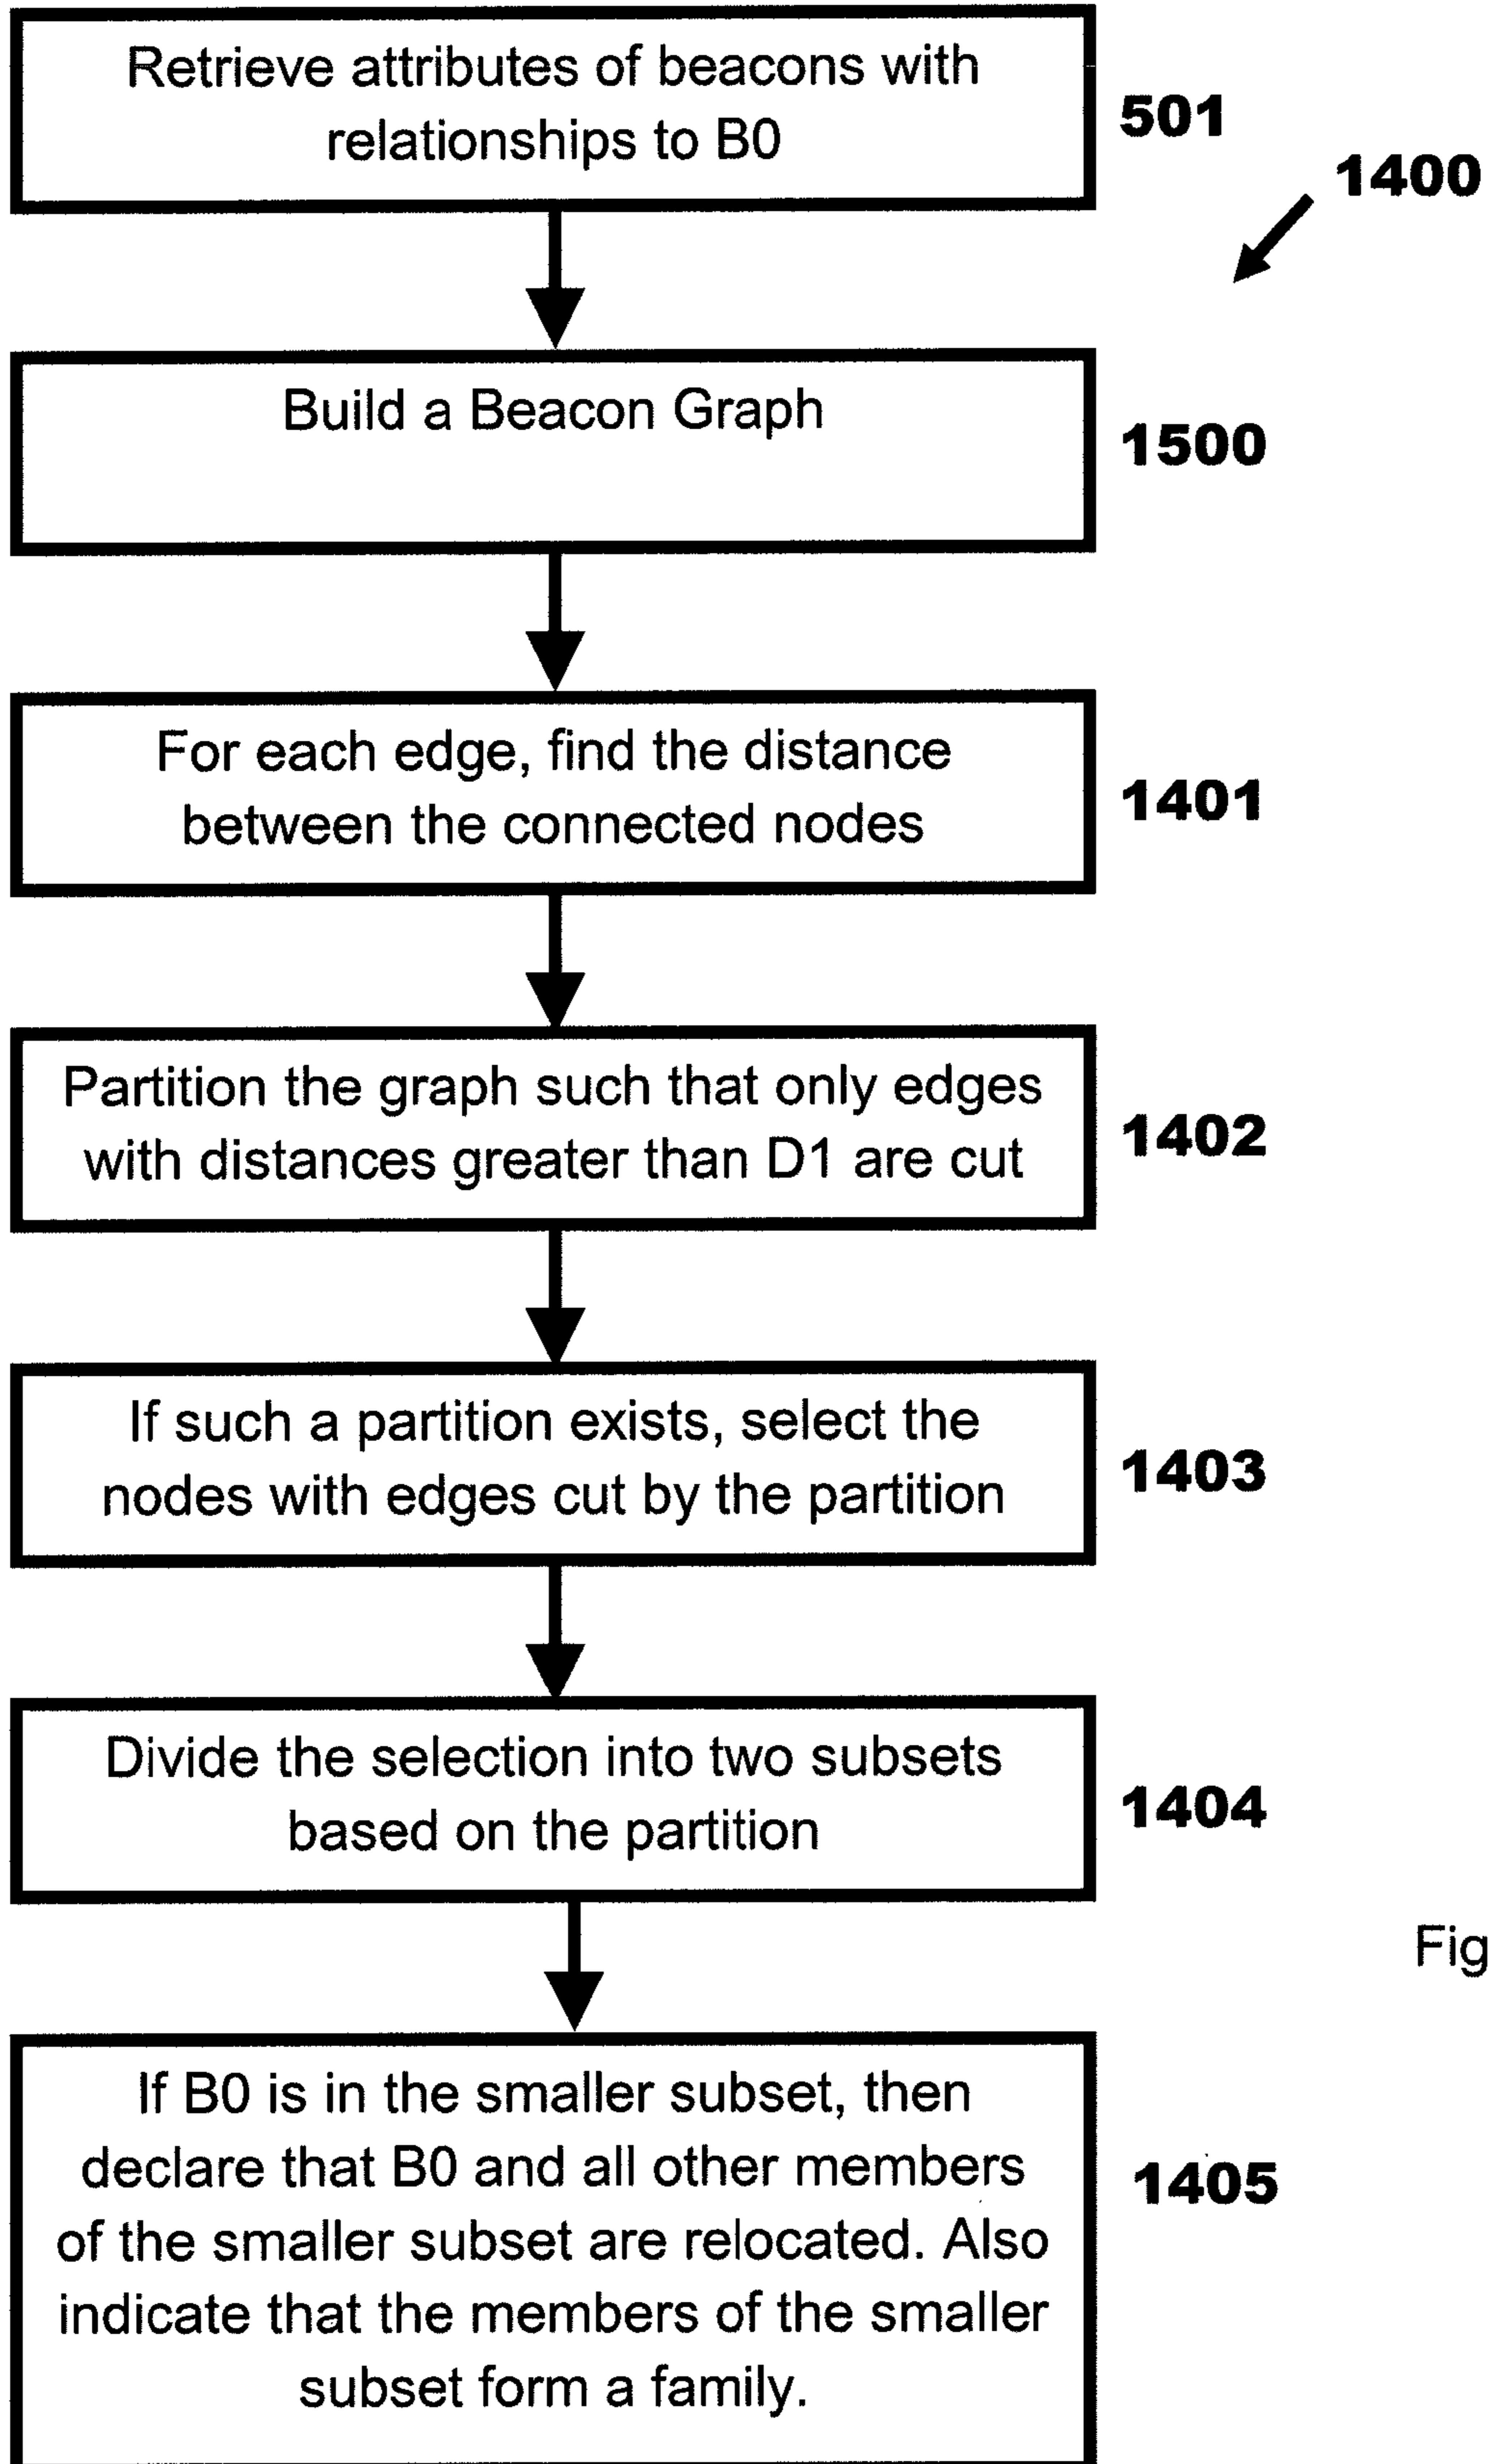 Retrieve attributes of beacons with
relationships to B0
501
1400
Build a Beacon Graph
1500
For each edge, find the distance
between the connected nodes
1401
Partition the graph such that only edges
with distances greater than D1 are cut
1402
If such a partition exists, select the
nodes with edges cut by the partition
1403
Divide the selection into two subsets
based on the partition
1404
Fig
If B0 is in the smaller subset, then
declare that B0 and all other members
of the smaller subset are relocated. Also
indicate that the members of the smaller
subset form a family.
1405